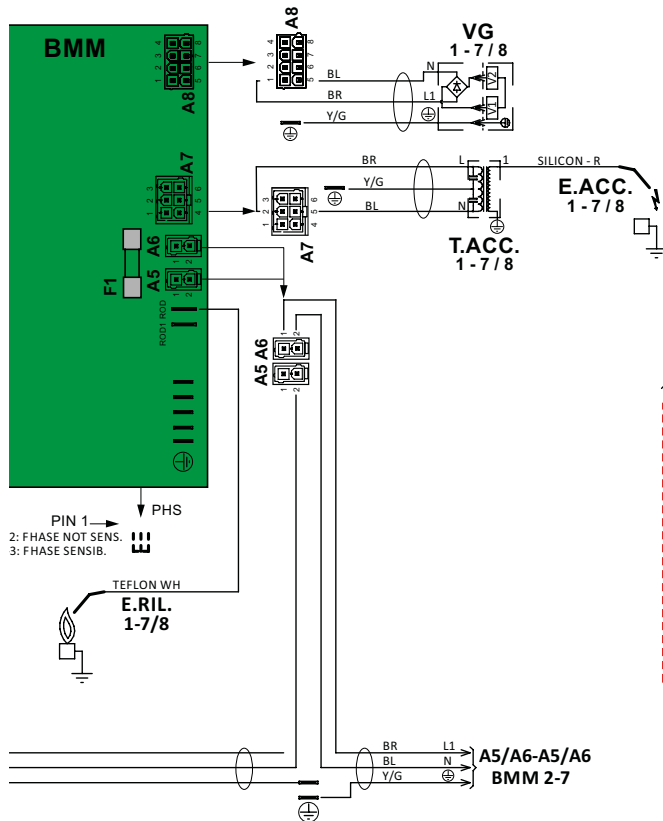 BMM
A8
4 3 2 1
8 7 6 5
A8
4 3 2 1
8 7 6 5
VG
1 - 7 / 8
BL
N
BR
L1
Y/G
V2
V1
A7
3 2 1
6 5 4
A7
3 2 1
6 5 4
BR
L
1
SILICON - R
Y/G
BL
N
E.ACC.
1 - 7 / 8
T.ACC.
1 - 7 / 8
F1
A6
1 2
A5
1 2
ROD1 ROD
A5 A6
1 2
1 2
PHS
PIN 1
2: FHASE NOT SENS.
3: FHASE SENSIB.
TEFLON WH
E.RIL.
1-7/8
BR
L1
BL
N
Y/G
A5/A6-A5/A6
BMM 2-7